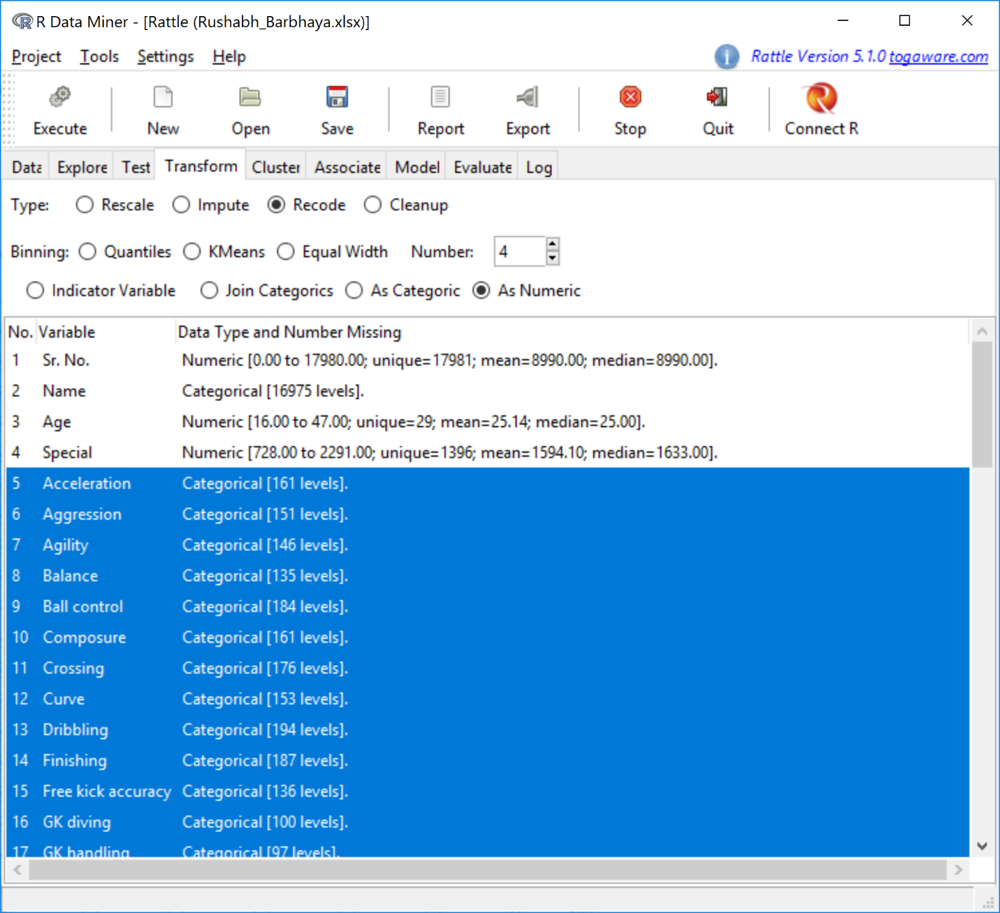 R Data Miner - [Rattle (Rushabh_Barbhaya.xlsx)]
Project Tools Settings Help Rattle Version 5.1.0 togaware.com
Execute New Open Save Report Export Stop Quit Connect R
Data Explore Test Transform Cluster Associate Model Evaluate Log
Type: Rescale Impute Recode Cleanup
Binning: Quantiles KMeans Equal Width Number: 4
Indicator Variable Join Categorics As Categoric As Numeric
No. Variable Data Type and Number Missing
1 Sr. No. Numeric [0.00 to 17980.00; unique=17981; mean=8990.00; median=8990.00].
2 Name Categorical [16975 levels].
3 Age Numeric [16.00 to 47.00; unique=29; mean=25.14; median=25.00].
4 Special Numeric [728.00 to 2291.00; unique=1396; mean=1594.10; median=1633.00].
5 Acceleration Categorical [161 levels].
6 Aggression Categorical [151 levels].
7 Agility Categorical [146 levels].
8 Balance Categorical [135 levels].
9 Ball control Categorical [184 levels].
10 Composure Categorical [161 levels].
11 Crossing Categorical [176 levels].
12 Curve Categorical [153 levels].
13 Dribbling Categorical [194 levels].
14 Finishing Categorical [187 levels].
15 Free kick accuracy Categorical [136 levels].
16 GK diving Categorical [100 levels].
17 GK handling Categorical [97 levels].